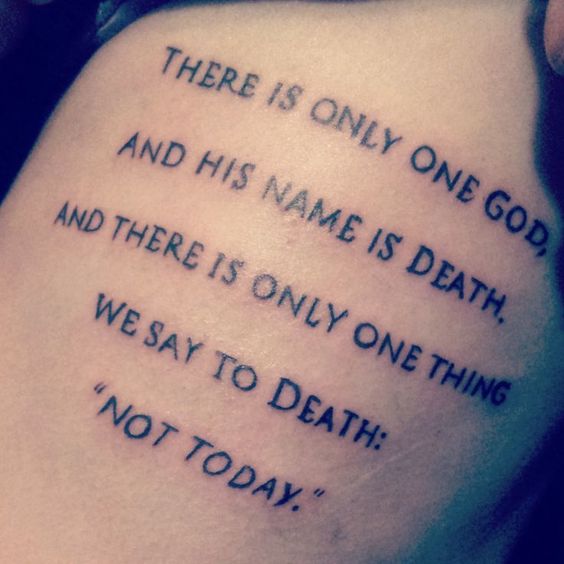 THERE IS ONLY ONE GOD,
AND HIS NAME IS DEATH.
AND THERE IS ONLY ONE THING
WE SAY TO DEATH:
"NOT TODAY."